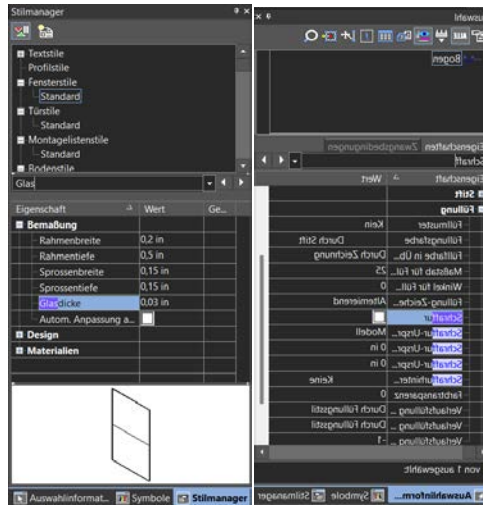 Stilmanager
Textstile
Profilstile
Fensterstile
Standard
Türstile
Standard
Montagelistenstile
Standard
Bodenstile
Glas
Eigenschaft Wert Ge...
Bemaßung
Rahmenbreite 0,2 in
Rahmentiefe 0,5 in
Sprossenbreite 0,15 in
Sprossentiefe 0,15 in
Glasdicke 0,03 in
Autom. Anpassung a...
Design
Materialien
Auswahlinformat... Symbole Stilmanager
Auswahl
Bogen
Eigenschaften Zwangsbedingungen
Schraff
Eigenschaft Wert
Stift
Füllung
Füllmuster Kein
Füllungsfarbe Durch Stift
Füllfarbe in Üb... Durch Zeichnung
Maßstab für Fül... 25
Winkel für Füll... 0
Füllung-Zeiche... Alternierend
Schraffur
Schraffur-Urspr... Modell
Schraffur-Urspr... 0 in
Schraffur-Urspr... 0 in
Schraffurhinter... Keine
Farbtransparenz 0
Verlaufsfüllung ... Durch Füllungsstil
Verlaufsfüllung ... Durch Füllungsstil
Verlaufsfüllung ... -1
von 1 ausgewählt:
Auswahlinform... Symbole Stilmanager